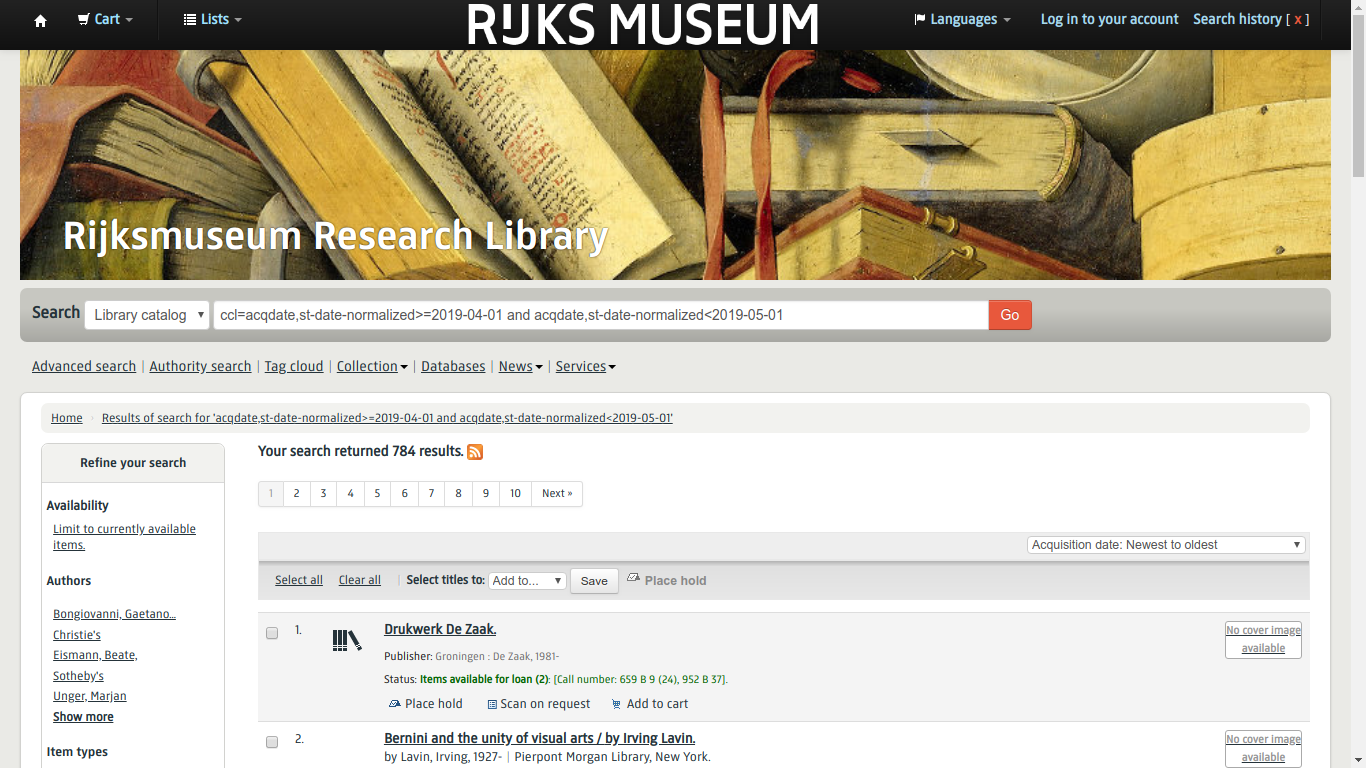 Cart
Lists
RIJKS MUSEUM
Languages
Log in to your account
Search history [ x ]
Rijksmuseum Research Library
Search
Library catalog
ccl=acqdate,st-date-normalized>=2019-04-01 and acqdate,st-date-normalized<2019-05-01
Go
Advanced search | Authority search | Tag cloud | Collection | Databases | News | Services
Home › Results of search for 'acqdate,st-date-normalized>=2019-04-01 and acqdate,st-date-normalized<2019-05-01'
Refine your search
Availability
Limit to currently available
items.
Authors
Bongiovanni, Gaetano...
Christie's
Eismann, Beate,
Sotheby's
Unger, Marjan
Show more
Item types
Your search returned 784 results.
1 2 3 4 5 6 7 8 9 10 Next »
Acquisition date: Newest to oldest
Select all Clear all | Select titles to: Add to... Save Place hold
1.
Drukwerk De Zaak.
Publisher: Groningen : De Zaak, 1981-
Status: Items available for loan (2): [Call number: 659 B 9 (24), 952 B 37].
Place hold Scan on request Add to cart
No cover image
available
2.
Bernini and the unity of visual arts / by Irving Lavin.
by Lavin, Irving, 1927- | Pierpont Morgan Library, New York.
No cover image
available